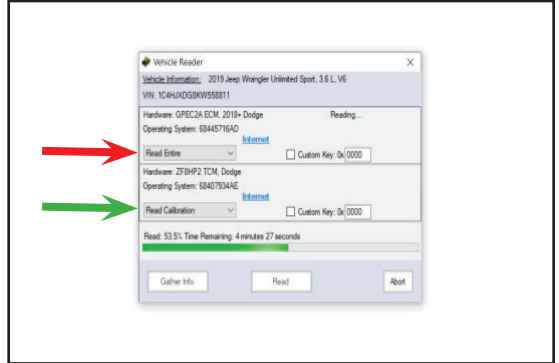 Vehicle Reader
Vehicle Information: 2019 Jeep Wrangler Unlimited Sport, 3.6 L, V6
VIN: 1C4HJXDG8KW558811
Hardware: GPEC2A ECM, 2018+ Dodge Reading...
Operating System: 68445716AD
Internet
Read Entire Custom Key: 0x 0000
Hardware: ZF8HP2 TCM, Dodge
Operating System: 68407934AE
Internet
Read Calibration Custom Key: 0x 0000
Read: 53.5% Time Remaining: 4 minutes 27 seconds
Gather Info Read Abort